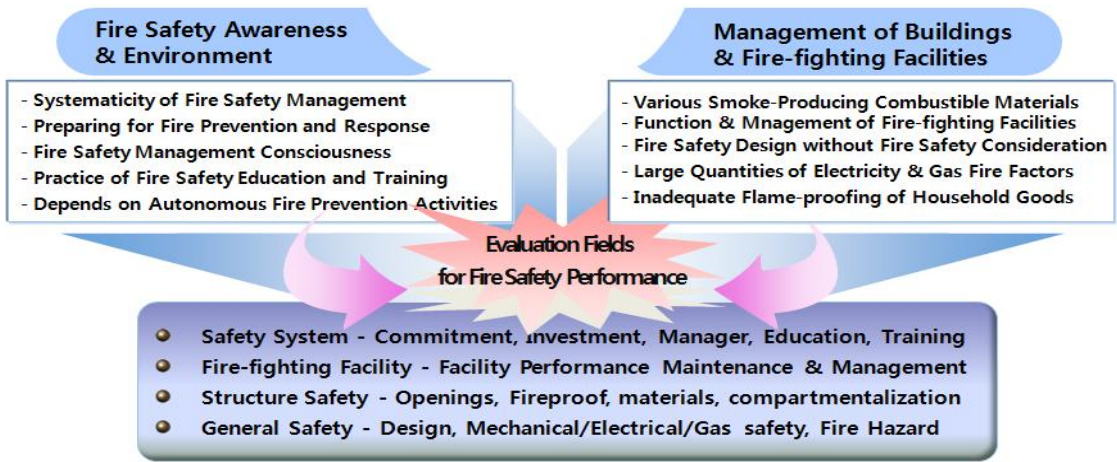 Fire Safety Awareness
& Environment
- Systematicity of Fire Safety Management
- Preparing for Fire Prevention and Response
- Fire Safety Management Consciousness
- Practice of Fire Safety Education and Training
- Depends on Autonomous Fire Prevention Activities
Management of Buildings
& Fire-fighting Facilities
- Various Smoke-Producing Combustible Materials
- Function & Mnagement of Fire-fighting Facilities
- Fire Safety Design without Fire Safety Consideration
- Large Quantities of Electricity & Gas Fire Factors
- Inadequate Flame-proofing of Household Goods
Evaluation Fields
for Fire Safety Performance
Safety System - Commitment, Investment, Manager, Education, Training
Fire-fighting Facility - Facility Performance Maintenance & Management
Structure Safety - Openings, Fireproof, materials, compartmentalization
General Safety - Design, Mechanical/Electrical/Gas safety, Fire Hazard